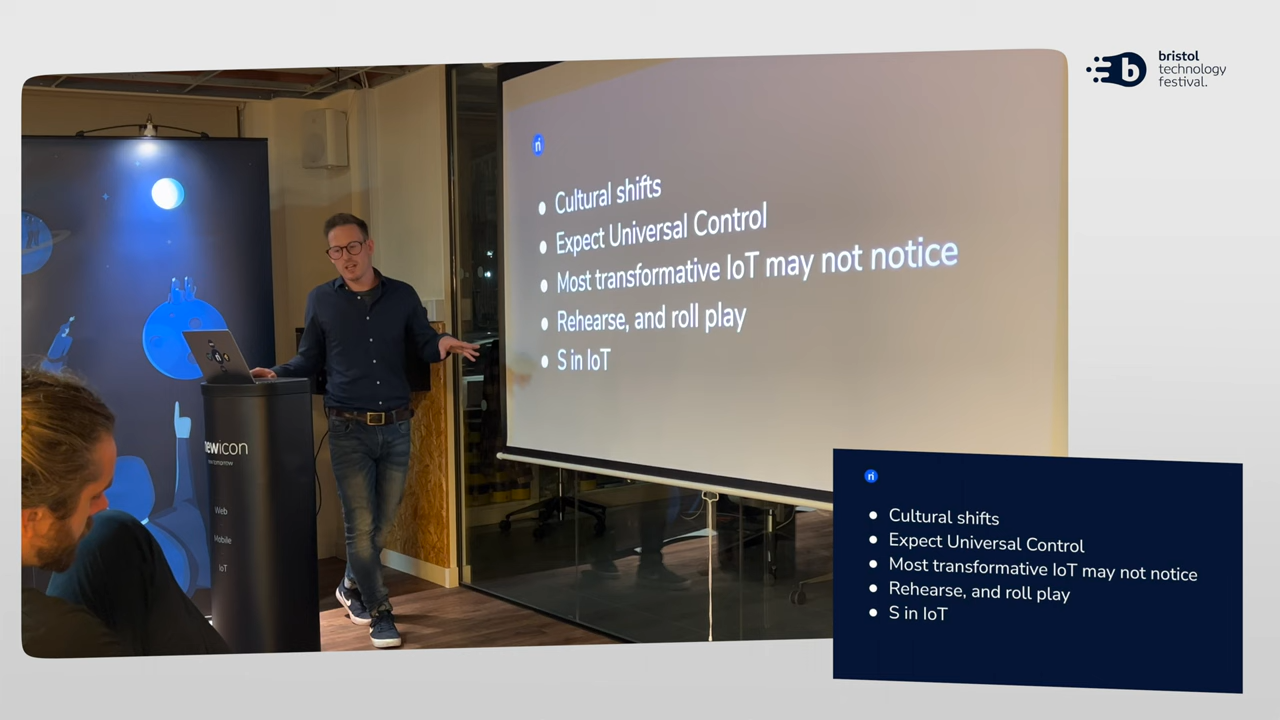 bristol
technology
festival.
Cultural shifts
Expect Universal Control
Most transformative IoT may not notice
Rehearse, and roll play
S in IoT
ewicon
Web
Mobile
IoT
Cultural shifts
Expect Universal Control
Most transformative IoT may not notice
Rehearse, and roll play
S in IoT